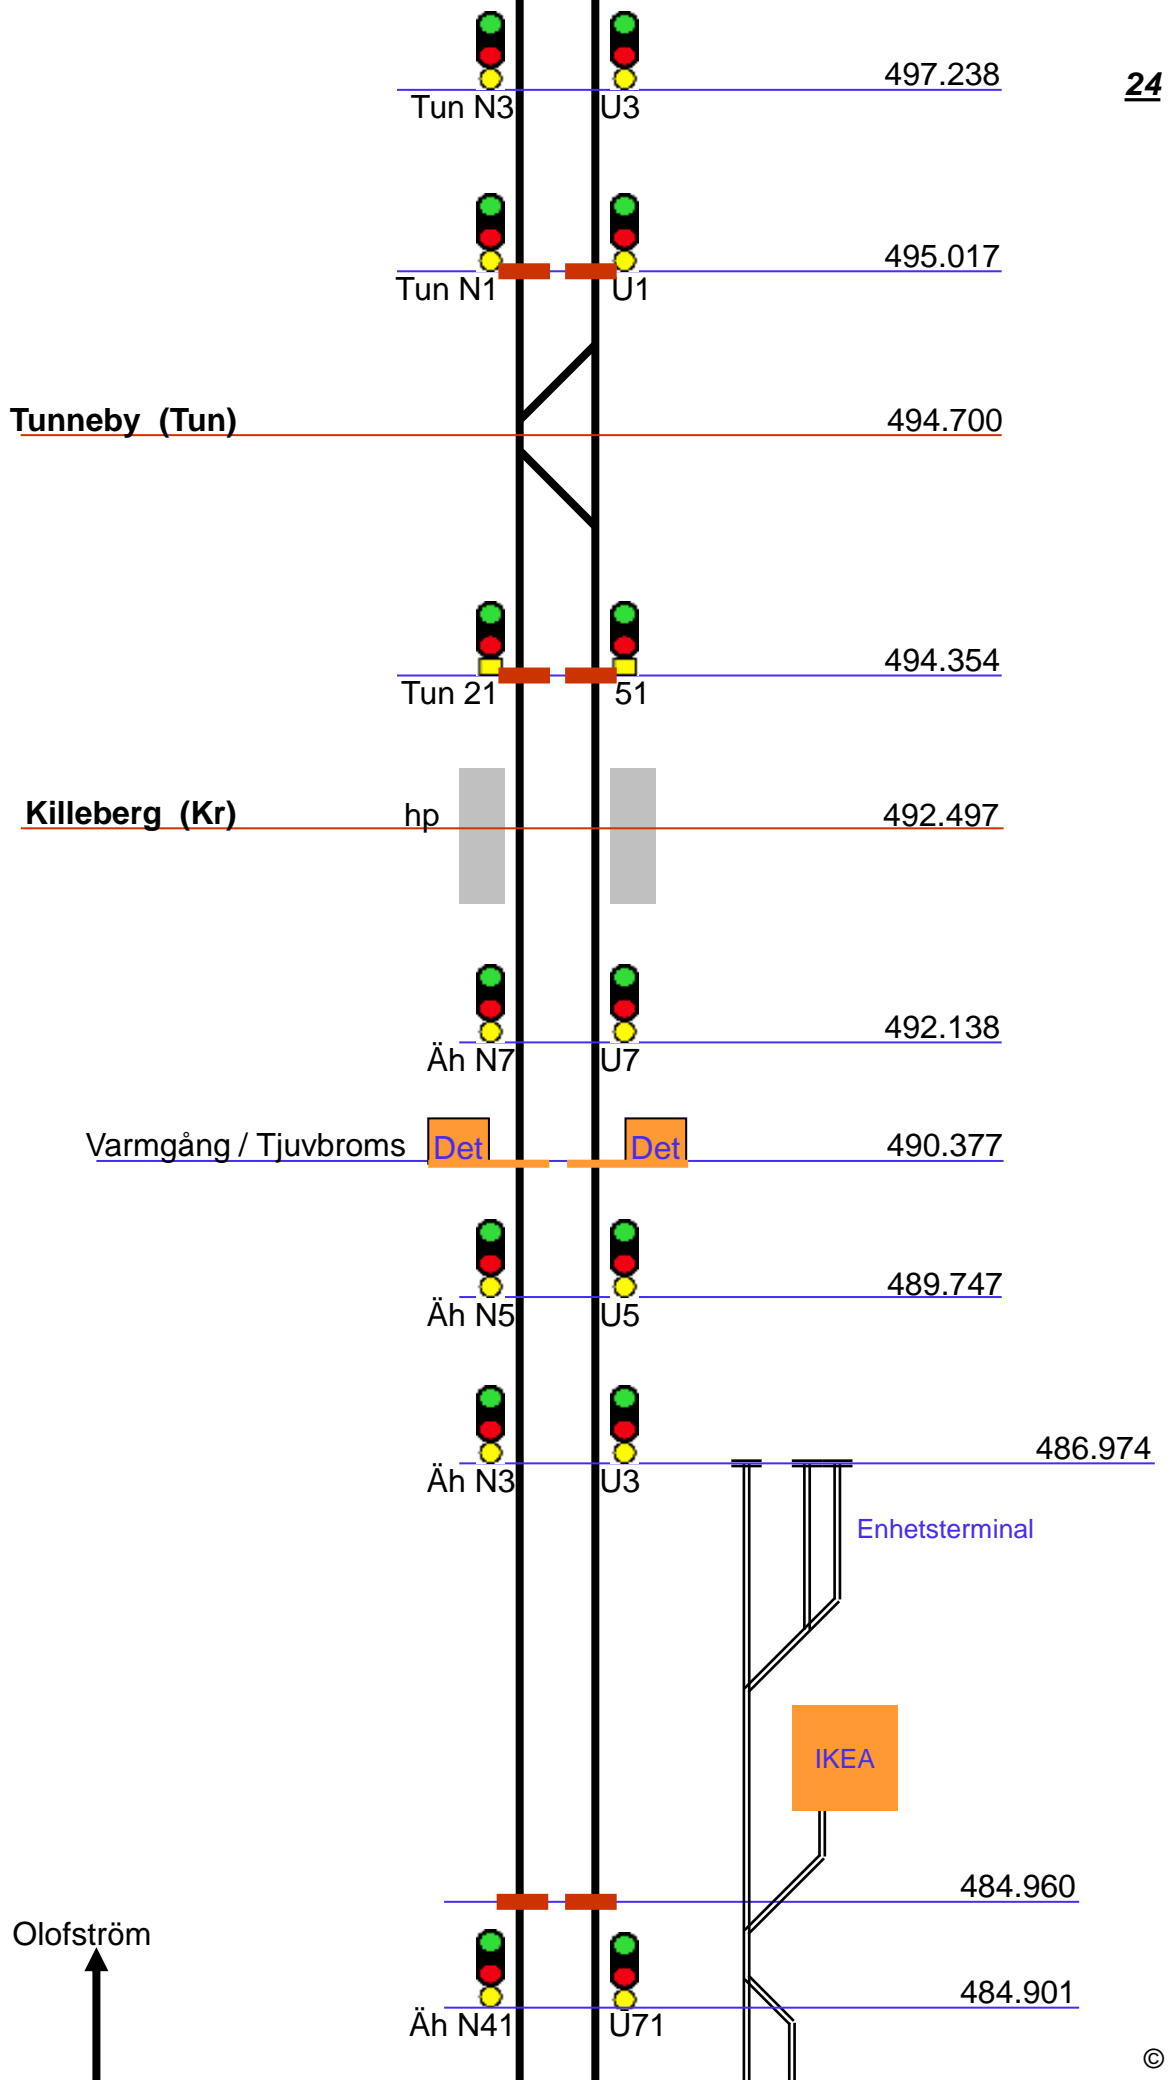 497.238
24
Tun N3 U3
495.017
Tun N1 U1
Tunneby (Tun) 494.700
494.354
Tun 21 51
Killeberg (Kr) hp 492.497
492.138
Äh N7 U7
Varmgång / Tjuvbroms Det Det 490.377
489.747
Äh N5 U5
486.974
Äh N3 U3
Enhetsterminal
IKEA
484.960
Olofström
484.901
Äh N41 U71
©